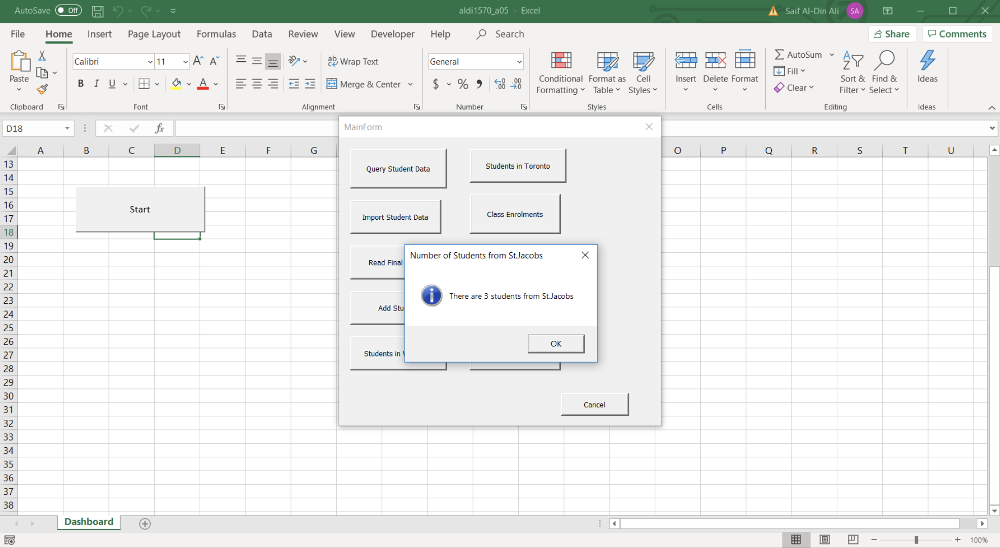 AutoSave Off
aldi1570_a05 - Excel
Saif Al-Din Ali SA
File Home Insert Page Layout Formulas Data Review View Developer Help Search
Share Comments
Paste
Clipboard
Calibri 11
B I U
Font
Wrap Text
Merge & Center
Alignment
General
$ % 9
Number
Conditional Formatting
Format as Table
Cell Styles
Styles
Insert Delete Format
Cells
AutoSum
Fill
Clear
Sort & Filter
Find & Select
Editing
Ideas
Ideas
D18
fx
MainForm
A B C D E F G O P Q R S T U
13
14
15
16
17
18
19
20
21
22
23
24
25
26
27
28
29
30
31
32
33
34
35
36
37
38
Start
Query Student Data
Students in Toronto
Import Student Data
Class Enrolments
Read Final
Add Stu
Students in
Number of Students from St.Jacobs
There are 3 students from St.Jacobs
OK
Cancel
Dashboard
100%